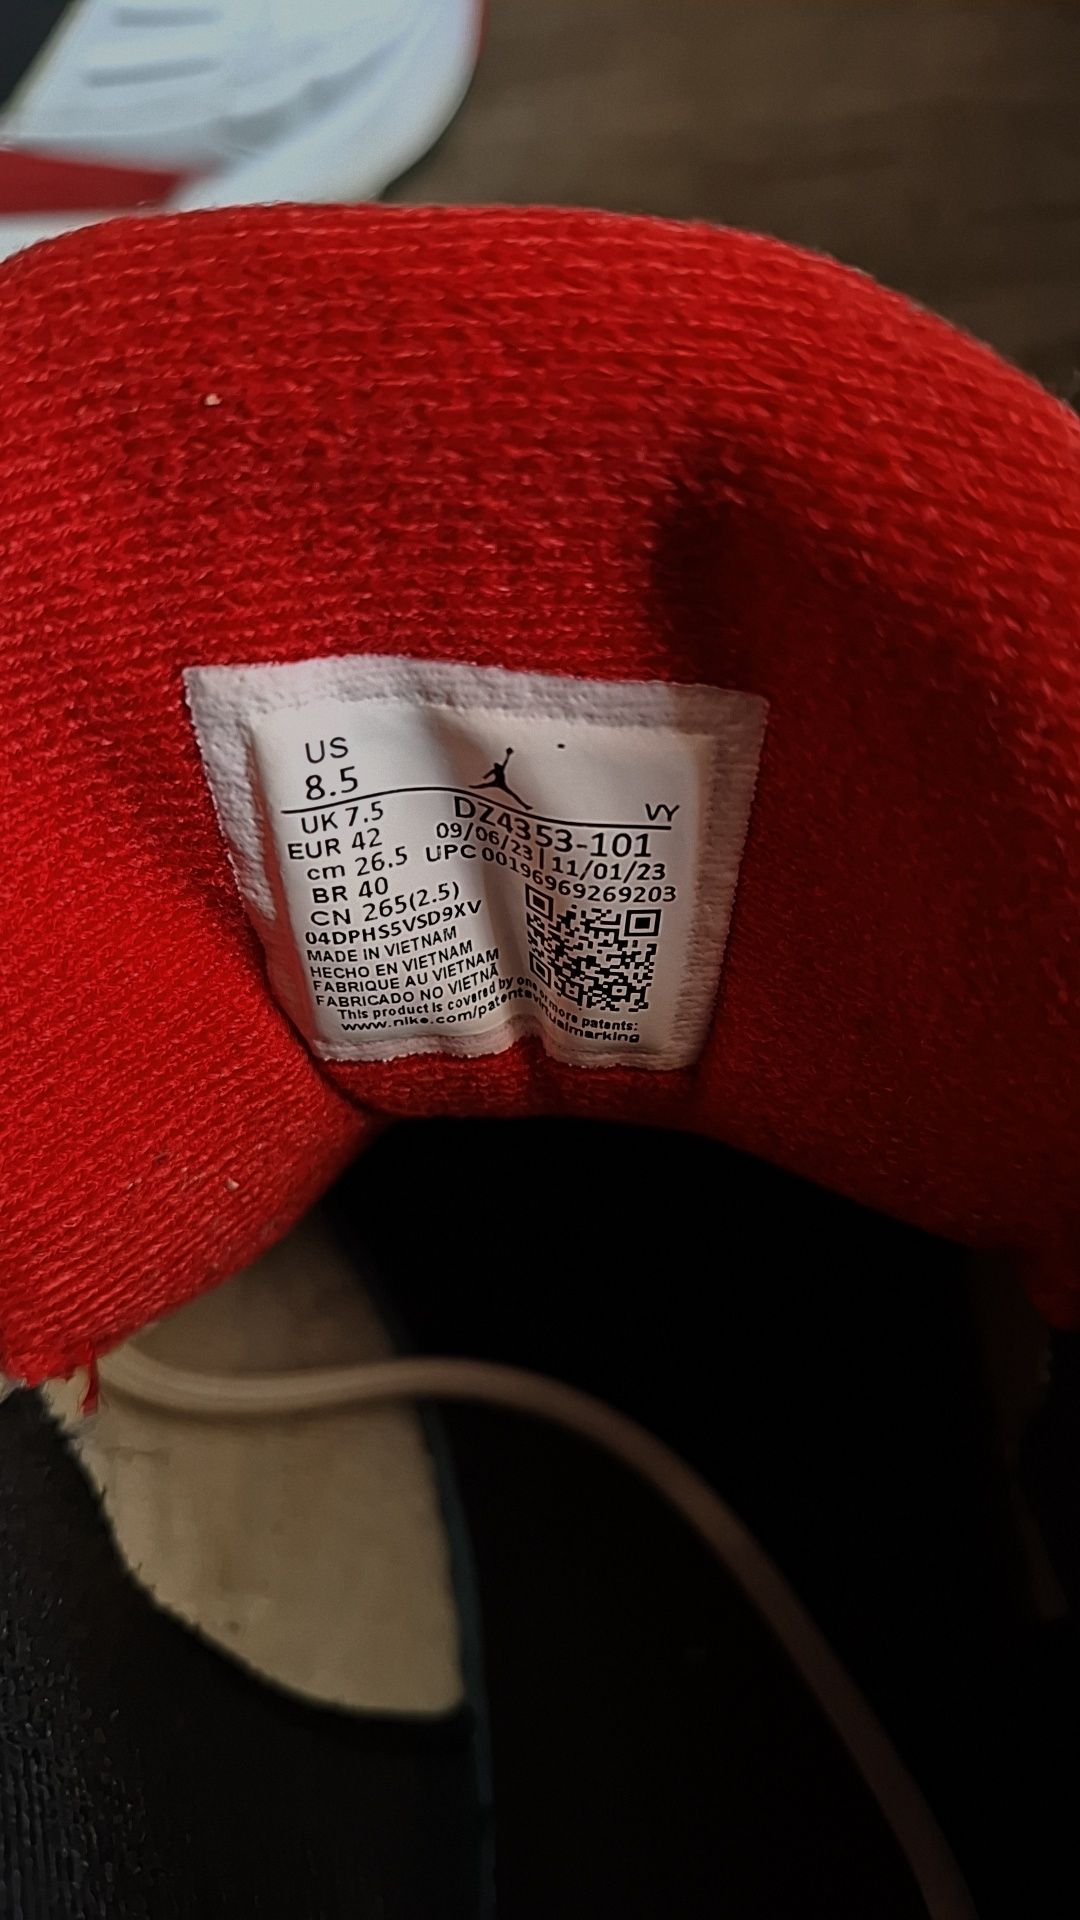 US
8.5
VY
UK 7.5
EUR 42
cm 26.5
BR 40
CN 265(2.5)
04DPHS5VSD9XV
MADE IN VIETNAM
HECHO EN VIETNAM
FABRIQUE AU VIETNAM
FABRICADO NO VIETNÃ
DZ4353-101
09/06/23 | 11/01/23
UPC 00196969269203
This product is covered by one or more patents:
www.nike.com/patentsvirtualmarking